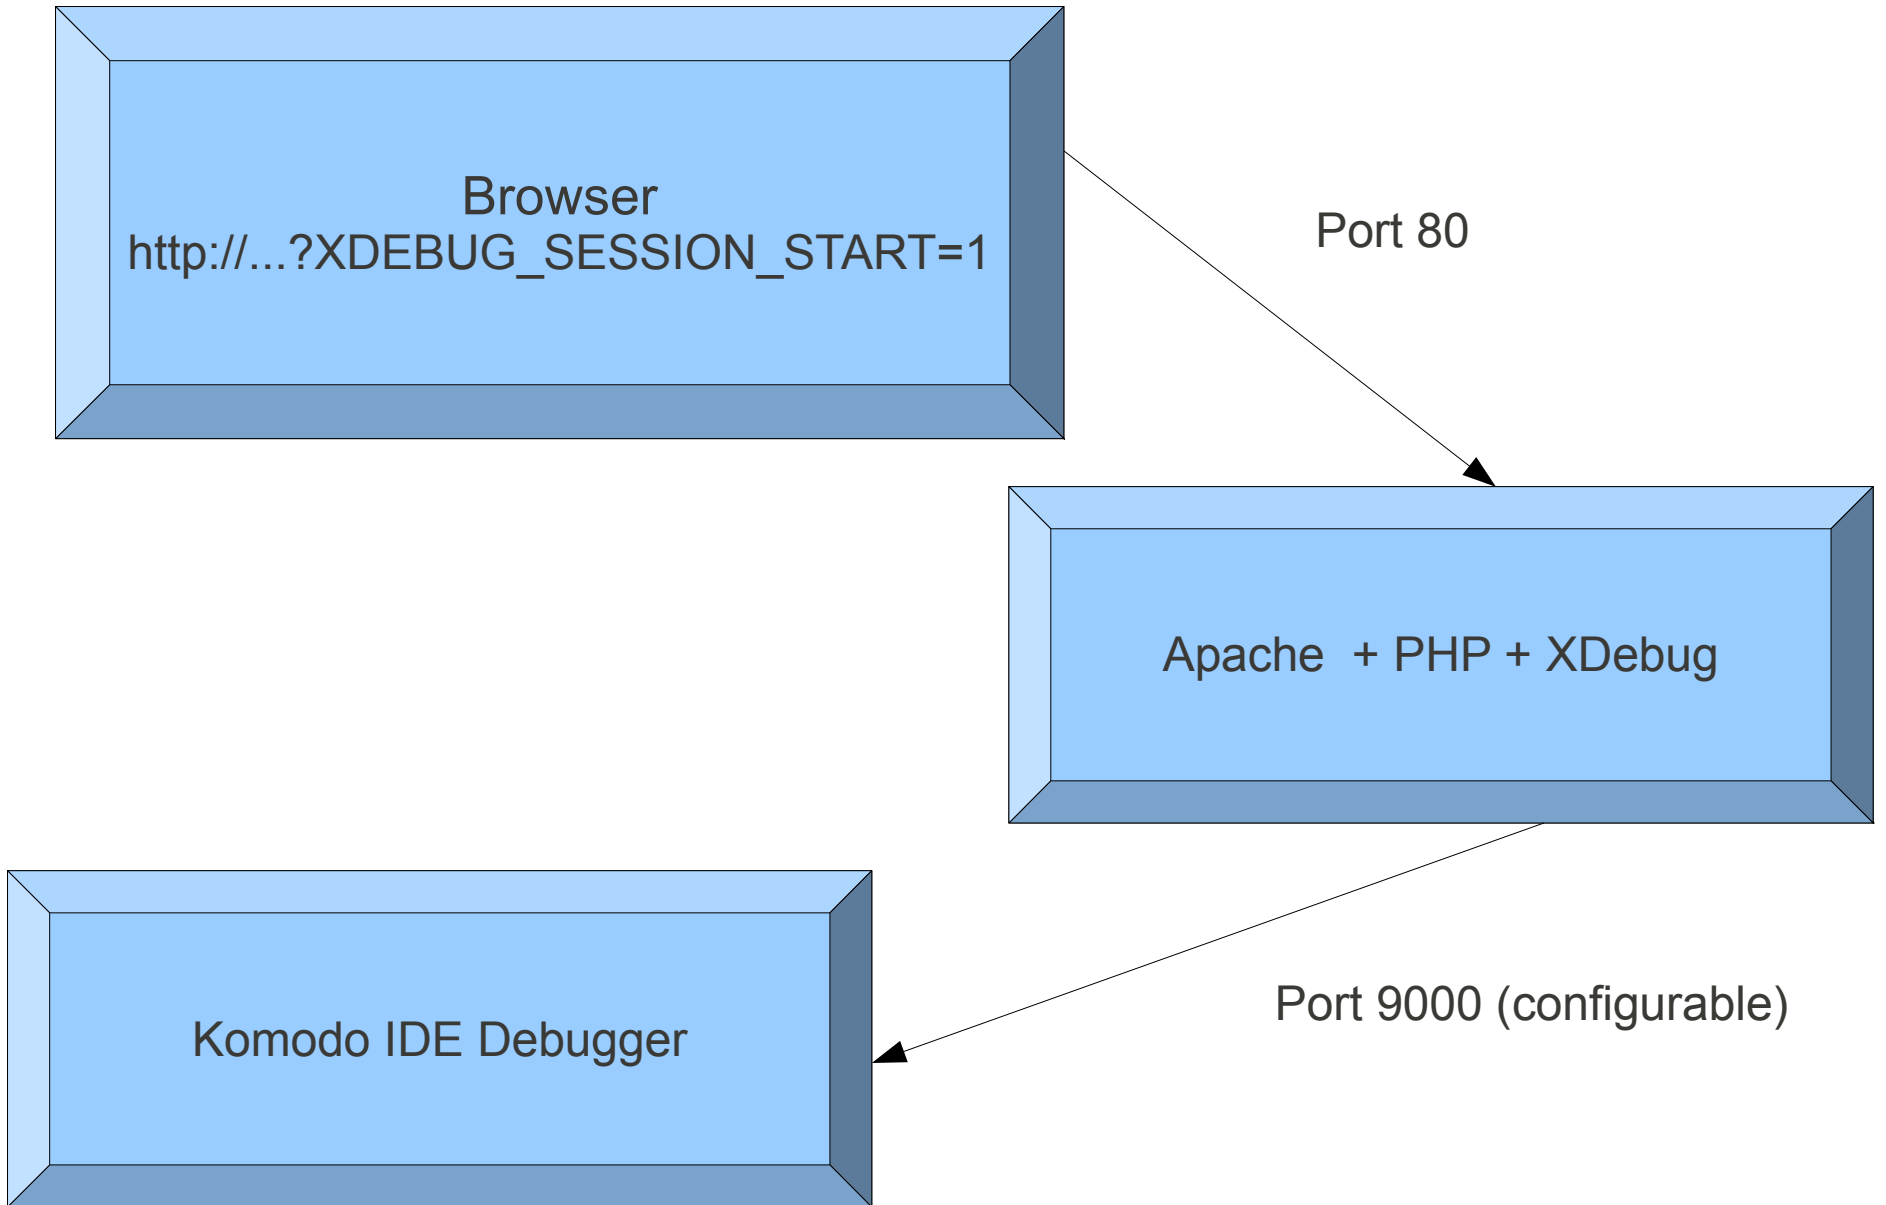 Browser
http://...?XDEBUG_SESSION_START=1
Port 80
Apache + PHP + XDebug
Port 9000 (configurable)
Komodo IDE Debugger